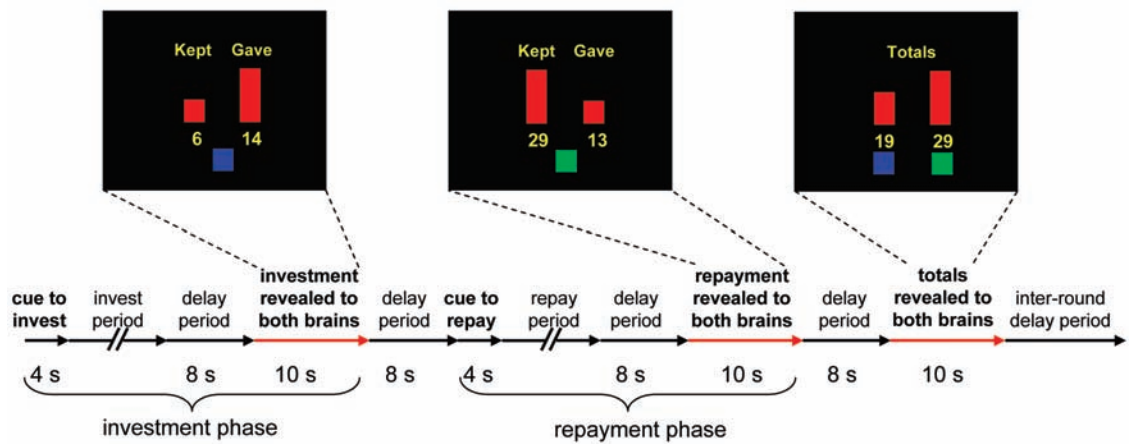 Kept Gave
6 14
Kept Gave
29 13
Totals
19 29
cue to
invest
invest
period
delay
period
investment
revealed to
both brains
delay
period
cue to
repay
repay
period
delay
period
repayment
revealed to
both brains
delay
period
totals
revealed to
both brains
inter-round
delay period
4 s 8 s 10 s 8 s 4 s 8 s 10 s 8 s 10 s
investment phase
repayment phase